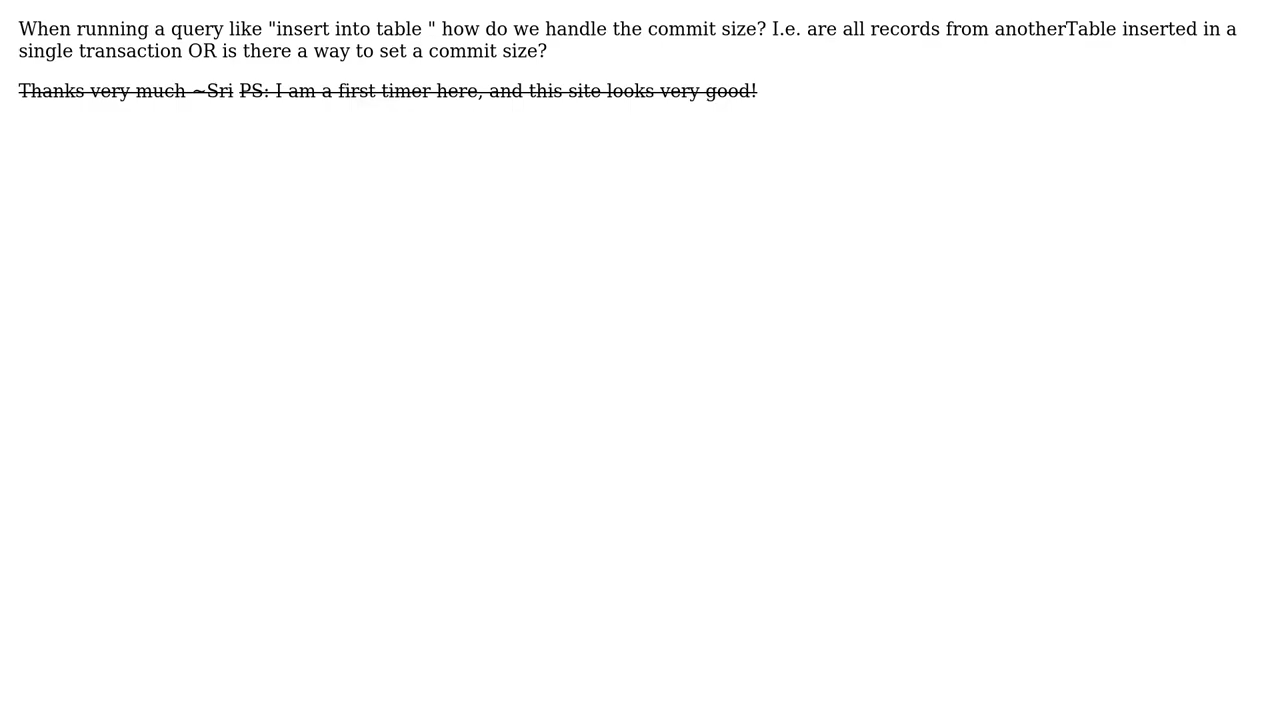 When running a query like "insert into table " how do we handle the commit size? I.e. are all records from anotherTable inserted in a
single transaction OR is there a way to set a commit size?
Thanks very much ~Sri PS: I am a first timer here, and this site looks very good!